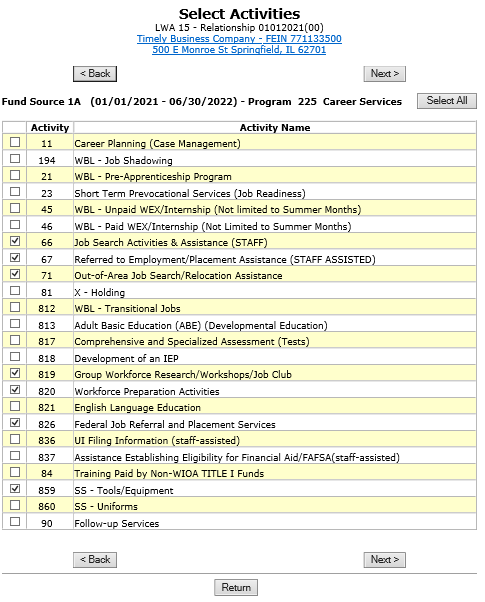 Select Activities
LWA 15 - Relationship 01012021(00)
Timely Business Company - FEIN 771133500
500 E Monroe St Springfield, IL 62701
< Back Next >
Fund Source 1A (01/01/2021 - 06/30/2022) - Program 225 Career Services Select All
Activity Activity Name
11 Career Planning (Case Management)
194 WBL - Job Shadowing
21 WBL - Pre-Apprenticeship Program
23 Short Term Prevocational Services (Job Readiness)
45 WBL - Unpaid WEX/Internship (Not limited to Summer Months)
46 WBL - Paid WEX/Internship (Not Limited to Summer Months)
66 Job Search Activities & Assistance (STAFF)
67 Referred to Employment/Placement Assistance (STAFF ASSISTED)
71 Out-of-Area Job Search/Relocation Assistance
81 X - Holding
812 WBL - Transitional Jobs
813 Adult Basic Education (ABE) (Developmental Education)
817 Comprehensive and Specialized Assessment (Tests)
818 Development of an IEP
819 Group Workforce Research/Workshops/Job Club
820 Workforce Preparation Activities
821 English Language Education
826 Federal Job Referral and Placement Services
836 UI Filing Information (staff-assisted)
837 Assistance Establishing Eligibility for Financial Aid/FAFSA(staff-assisted)
84 Training Paid by Non-WIOA TITLE I Funds
859 SS - Tools/Equipment
860 SS - Uniforms
90 Follow-up Services
< Back Next >
Return